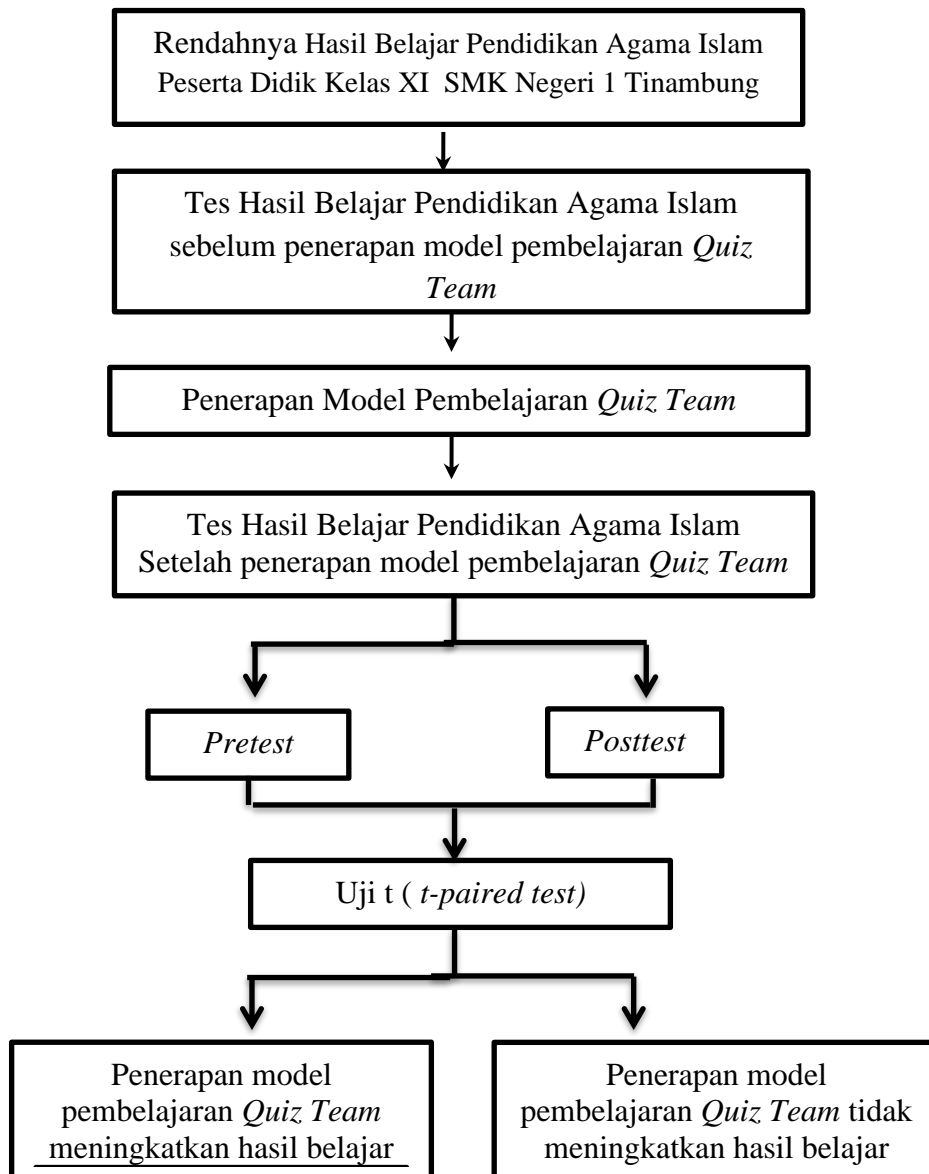 Rendahnya Hasil Belajar Pendidikan Agama Islam
Peserta Didik Kelas XI SMK Negeri 1 Tinambung
Tes Hasil Belajar Pendidikan Agama Islam
sebelum penerapan model pembelajaran Quiz
Team
Penerapan Model Pembelajaran Quiz Team
Tes Hasil Belajar Pendidikan Agama Islam
Setelah penerapan model pembelajaran Quiz Team
Pretest
Posttest
Uji t ( t-paired test)
Penerapan model
pembelajaran Quiz Team
meningkatkan hasil belajar
Penerapan model
pembelajaran Quiz Team tidak
meningkatkan hasil belajar